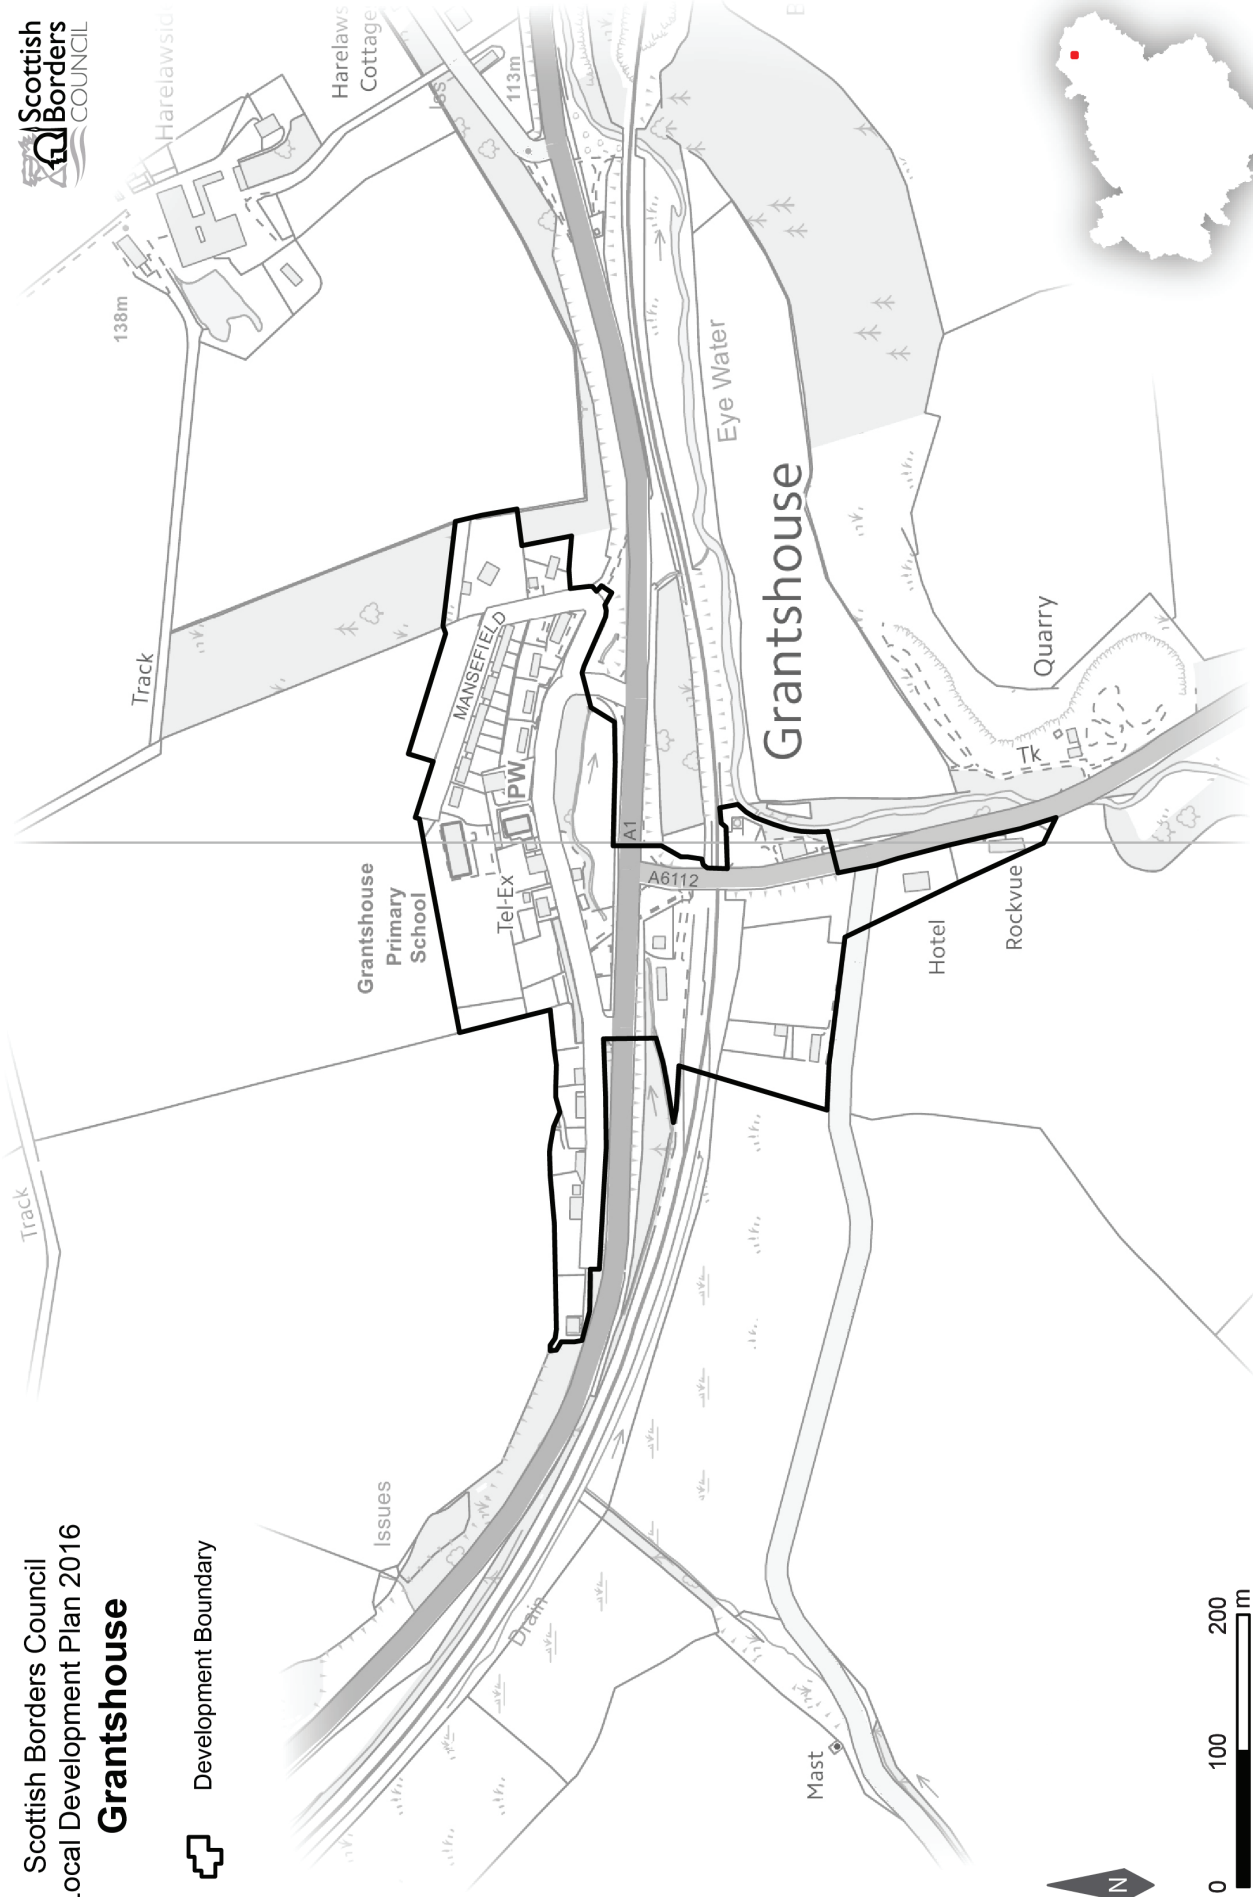 Scottish Borders Council
Local Development Plan 2016
Grantshouse
Development Boundary
Scottish
Borders
COUNCIL
Harelawside
Harelaws
Cottage
Iss
113m
138m
Track
Track
Issues
Drain
Mast
Grantshouse
Primary
School
Tel-Ex
PW
MANSEFIELD
A1
A6112
Hotel
Rockvue
Eye Water
Grantshouse
Quarry
Tk
N
0
100
200
m